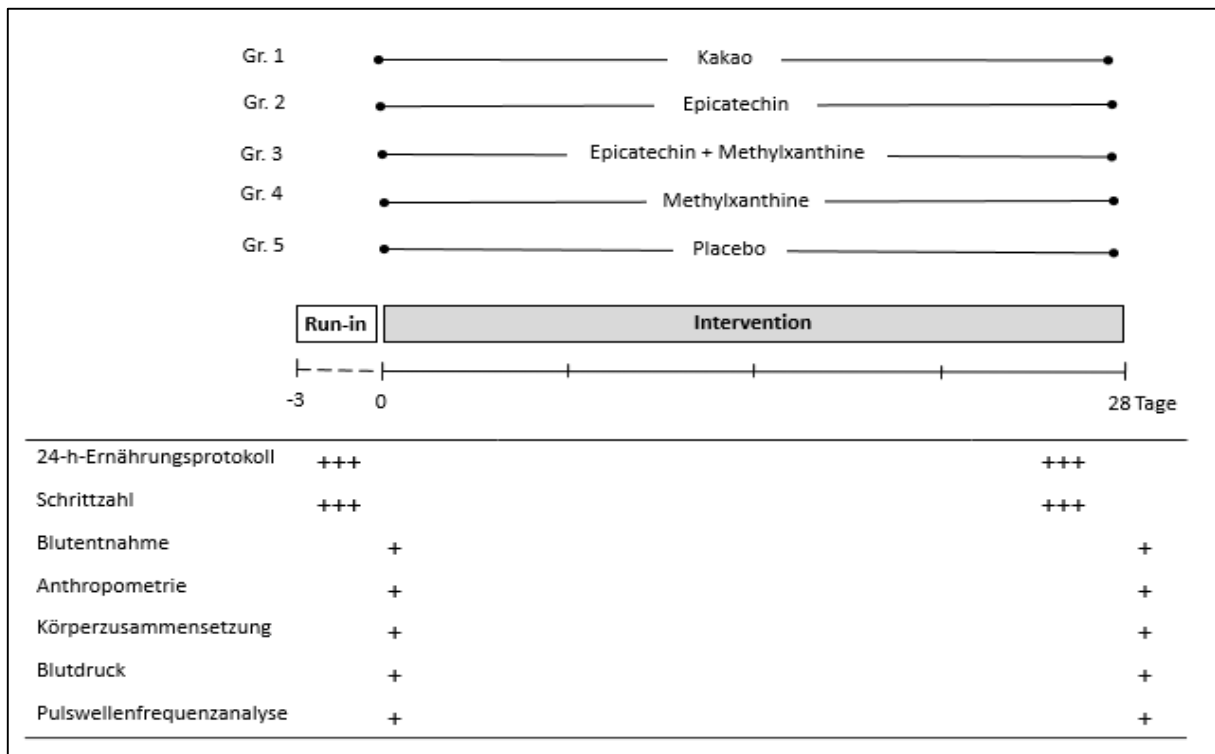 Gr. 1 Kakao
Gr. 2 Epicatechin
Gr. 3 Epicatechin + Methylxanthine
Gr. 4 Methylxanthine
Gr. 5 Placebo
Run-in Intervention
-3 0 28 Tage
24-h-Ernährungsprotokoll +++ +++
Schrittzahl +++ +++
Blutentnahme + +
Anthropometrie + +
Körperzusammensetzung + +
Blutdruck + +
Pulswellenfrequenzanalyse + +